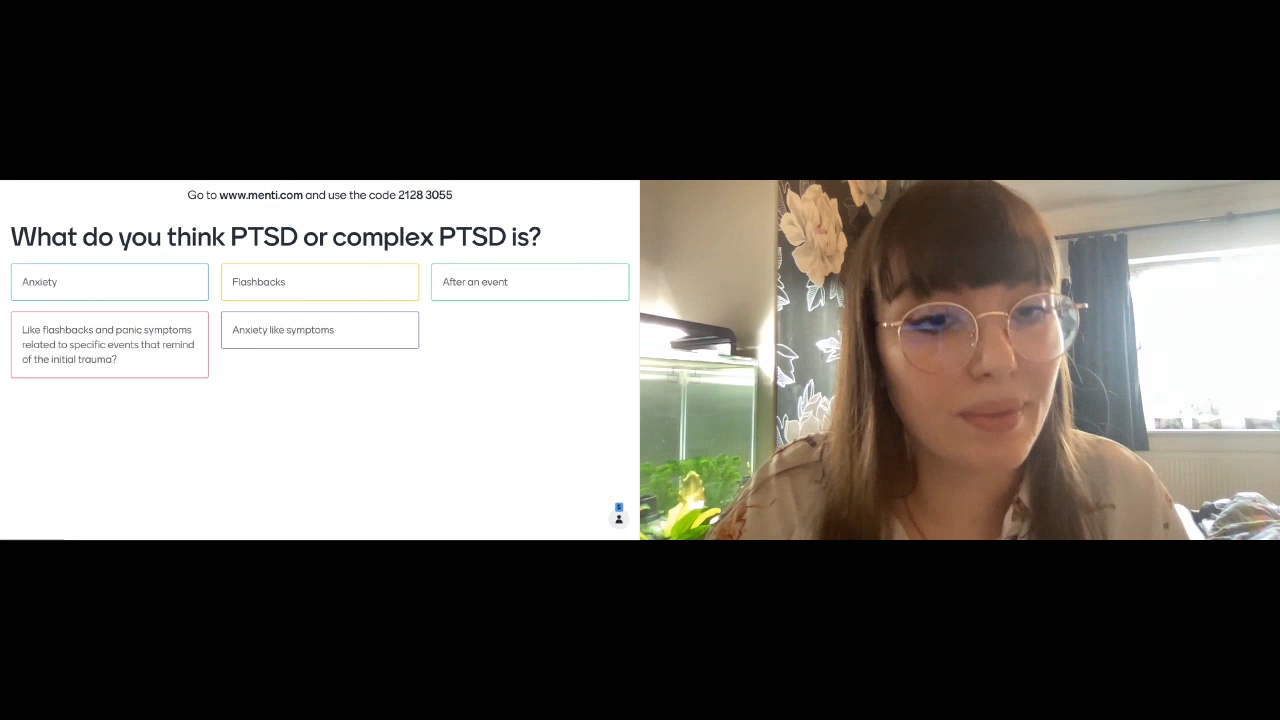 Go to www.menti.com and use the code 2128 3055
What do you think PTSD or complex PTSD is?
Anxiety
Flashbacks
After an event
Like flashbacks and panic symptoms
related to specific events that remind
of the initial trauma?
Anxiety like symptoms
5